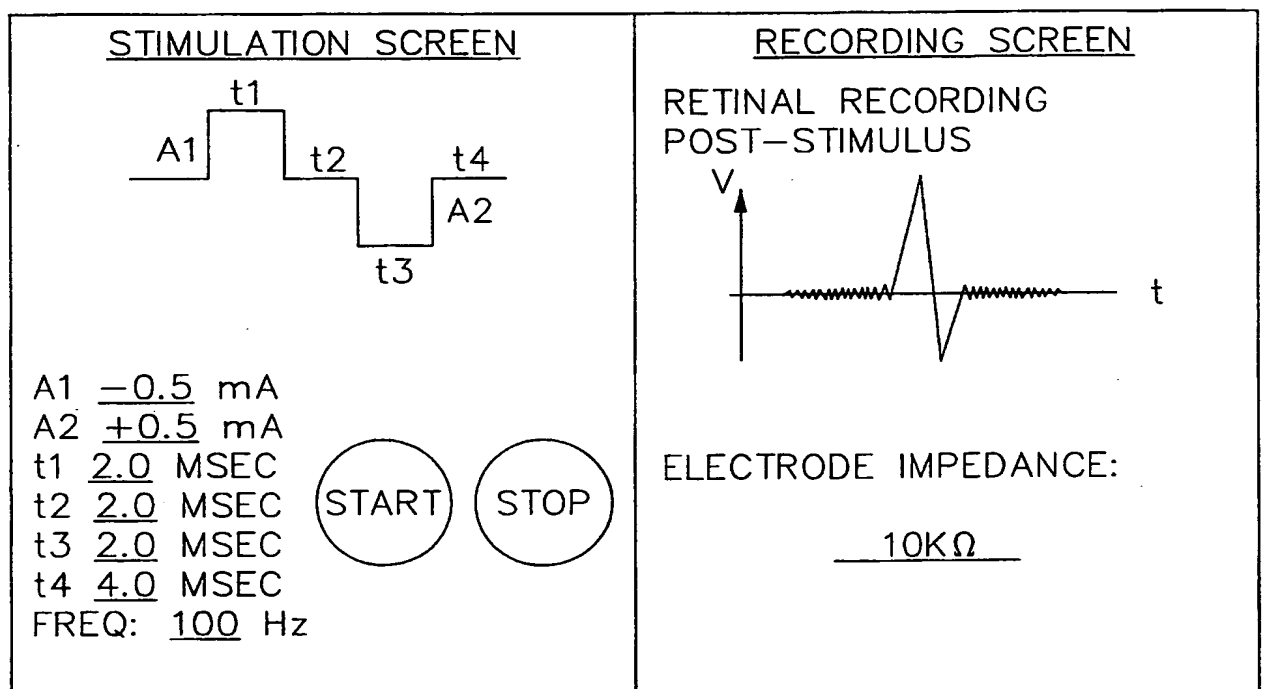 STIMULATION SCREEN
t1
A1
t2
t4
A2
t3
A1 −0.5 mA
A2 +0.5 mA
t1 2.0 MSEC
t2 2.0 MSEC
t3 2.0 MSEC
t4 4.0 MSEC
FREQ: 100 Hz
START
STOP
RECORDING SCREEN
RETINAL RECORDING
POST−STIMULUS
V
t
ELECTRODE IMPEDANCE:
10KΩ